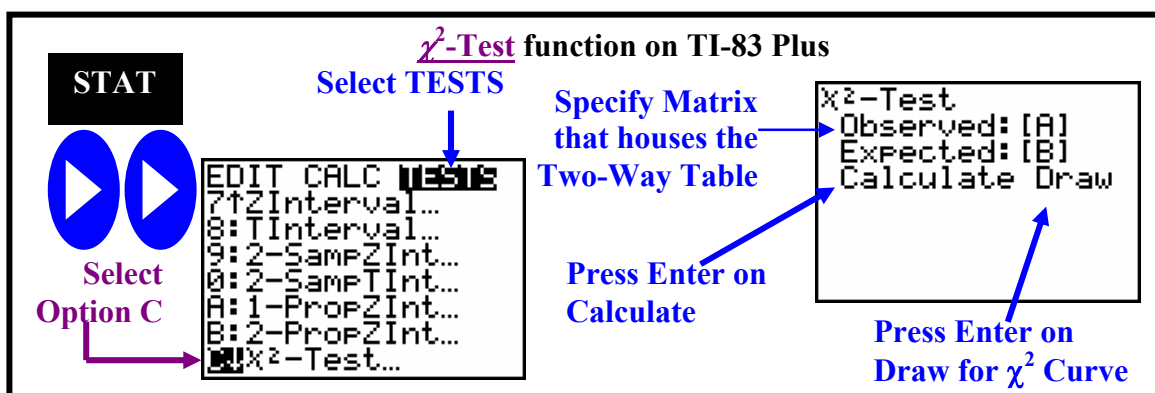 χ²-Test function on TI-83 Plus
STAT
Select TESTS
EDIT CALC TESTS
7↑ZInterval…
8:TInterval…
9:2-SampZInt…
0:2-SampTInt…
A:1-PropZInt…
B:2-PropZInt…
C↓X²-Test…
Select
Option C
Specify Matrix
that houses the
Two-Way Table
X²-Test
Observed:[A]
Expected:[B]
Calculate Draw
Press Enter on
Calculate
Press Enter on
Draw for χ² Curve